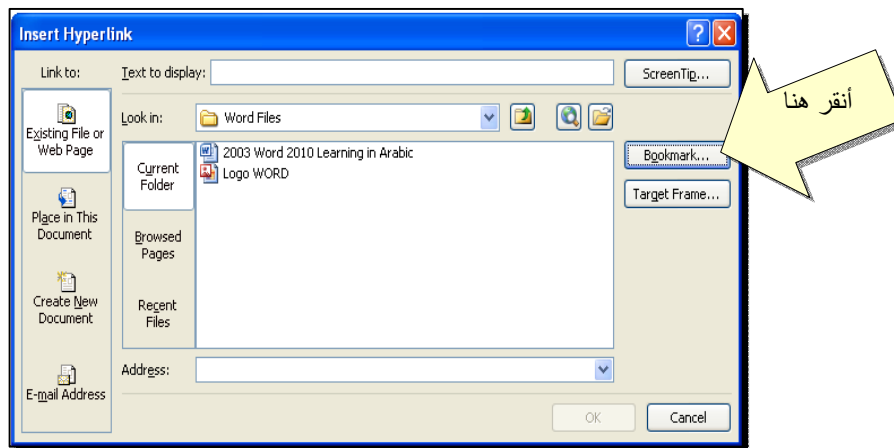 Insert Hyperlink
Link to:
Text to display:
ScreenTip...
أنقر هنا
Existing File or
Web Page
Look in:
Word Files
Current
Folder
2003 Word 2010 Learning in Arabic
Logo WORD
Bookmark...
Target Frame...
Place in This
Document
Browsed
Pages
Create New
Document
Recent
Files
E-mail Address
Address:
OK
Cancel